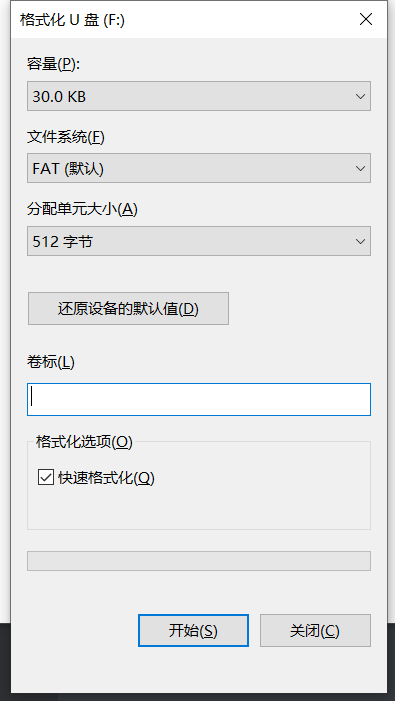 格式化 U 盘 (F:)
容量(P):
30.0 KB
文件系统(F)
FAT (默认)
分配单元大小(A)
512 字节
还原设备的默认值(D)
卷标(L)
格式化选项(O)
快速格式化(Q)
开始(S)
关闭(C)